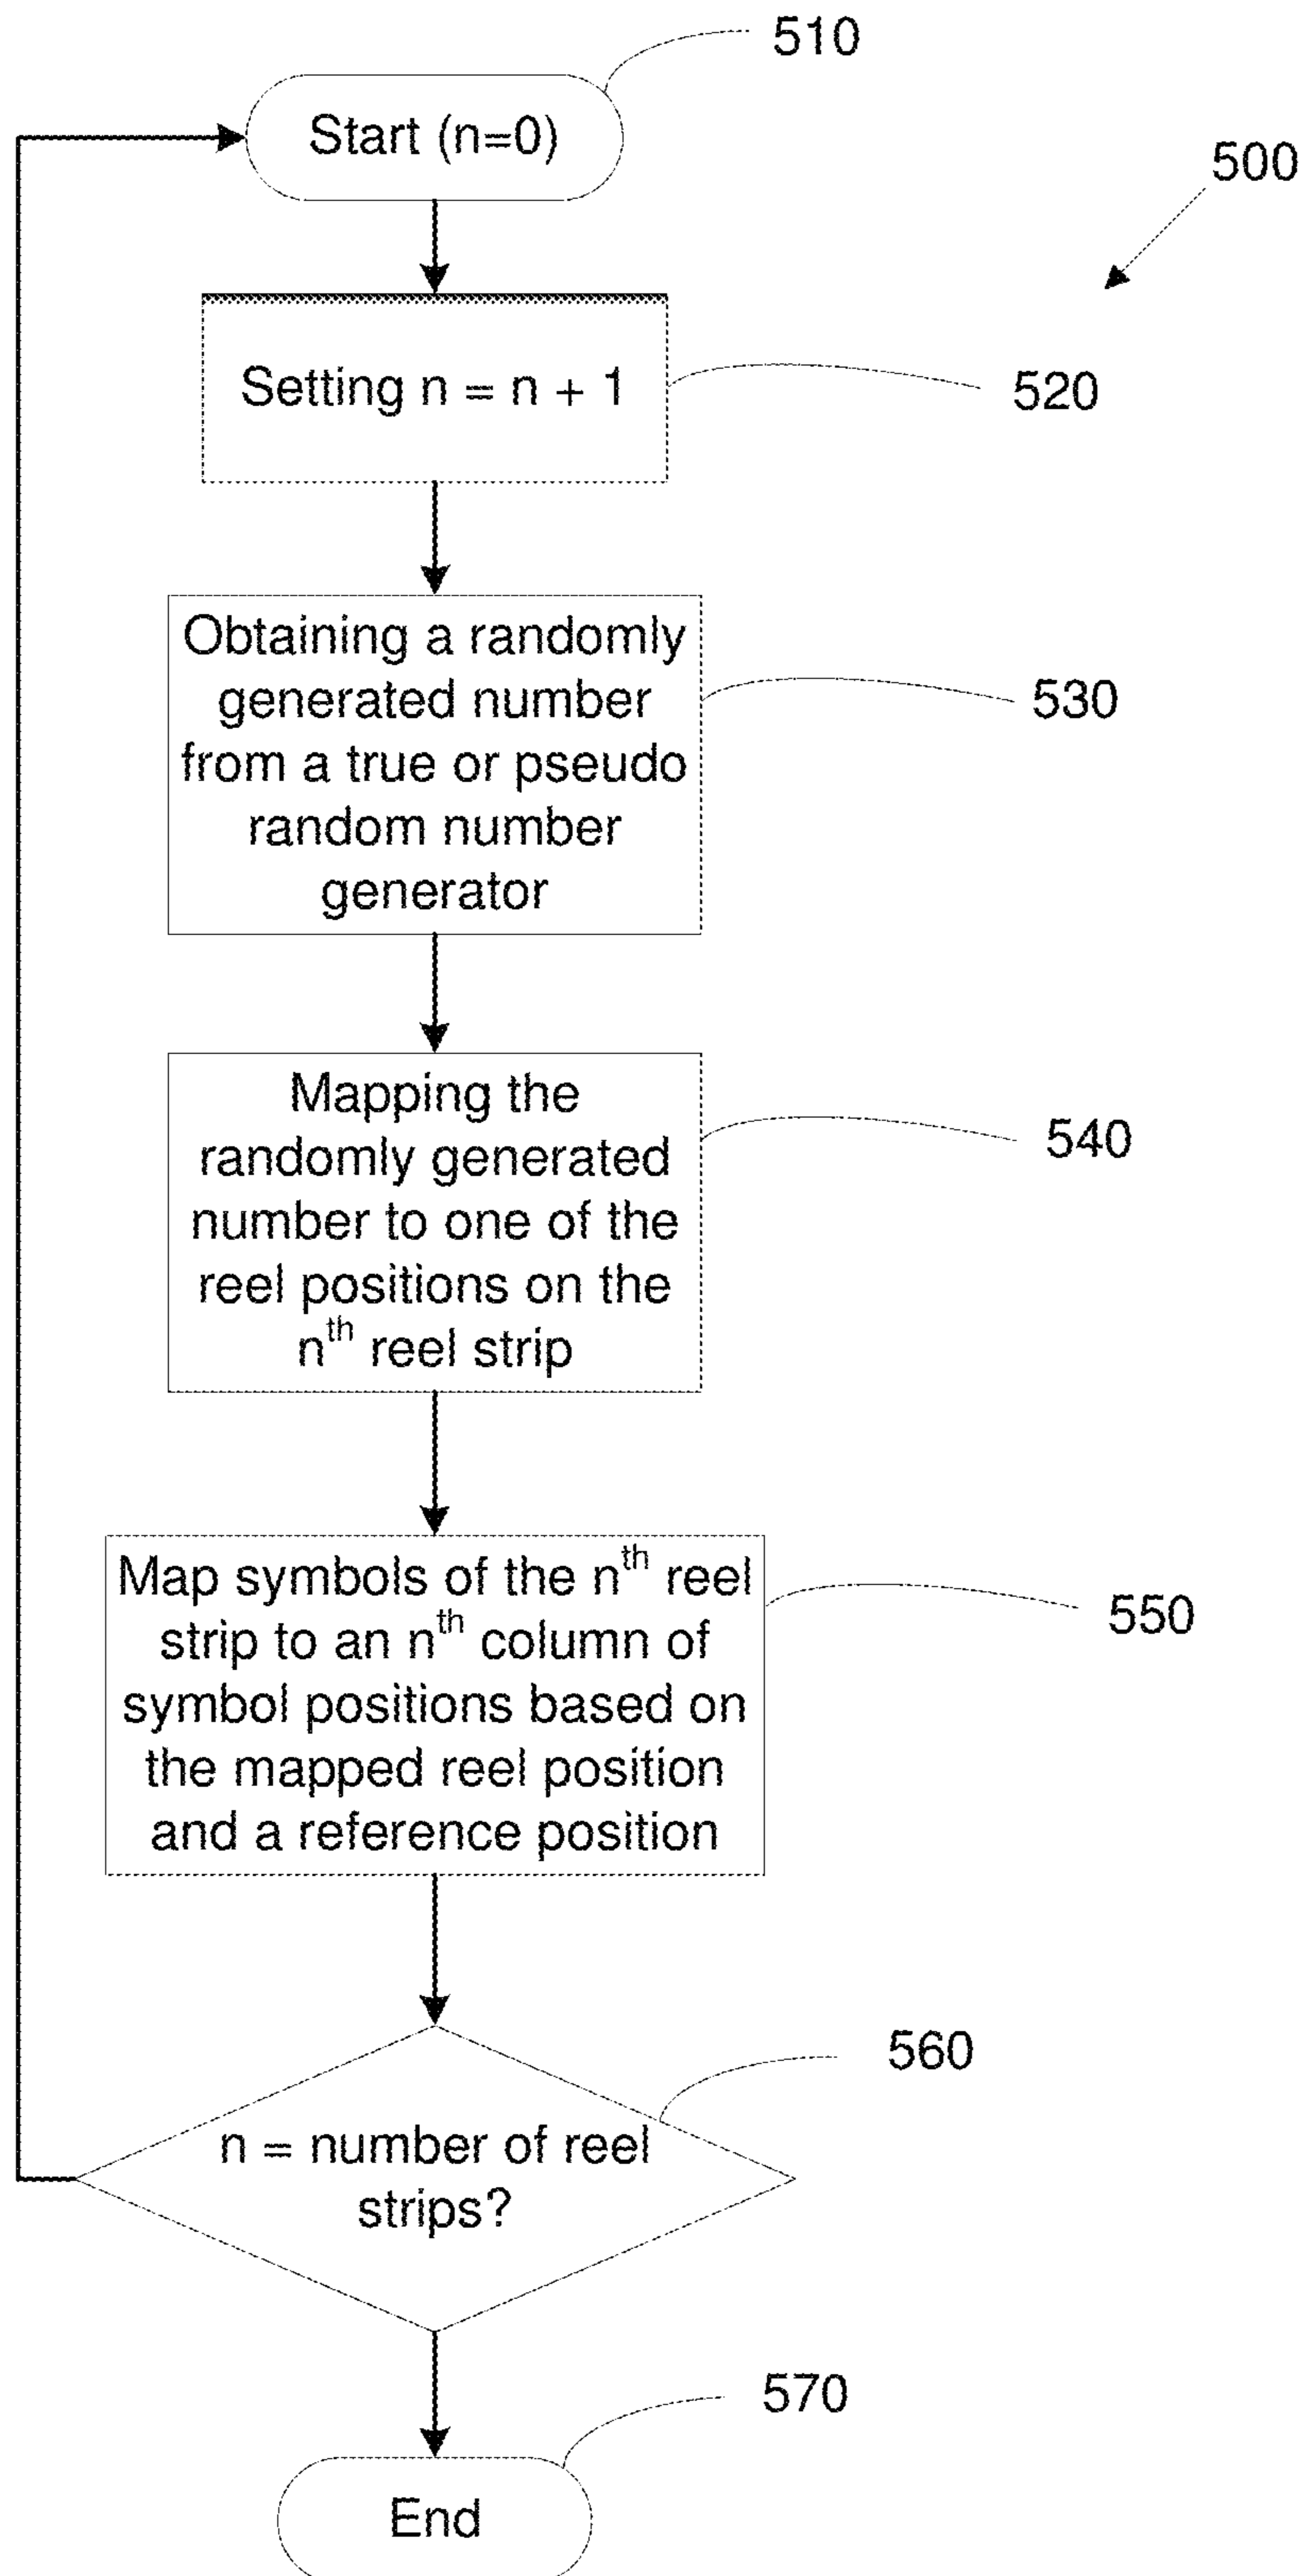 510
Start (n=0)
500
Setting n = n + 1
520
Obtaining a randomly
generated number
from a true or pseudo
random number
generator
530
Mapping the
randomly generated
number to one of the
reel positions on the
nth reel strip
540
Map symbols of the nth reel
strip to an nth column of
symbol positions based on
the mapped reel position
and a reference position
550
560
n = number of reel
strips?
570
End